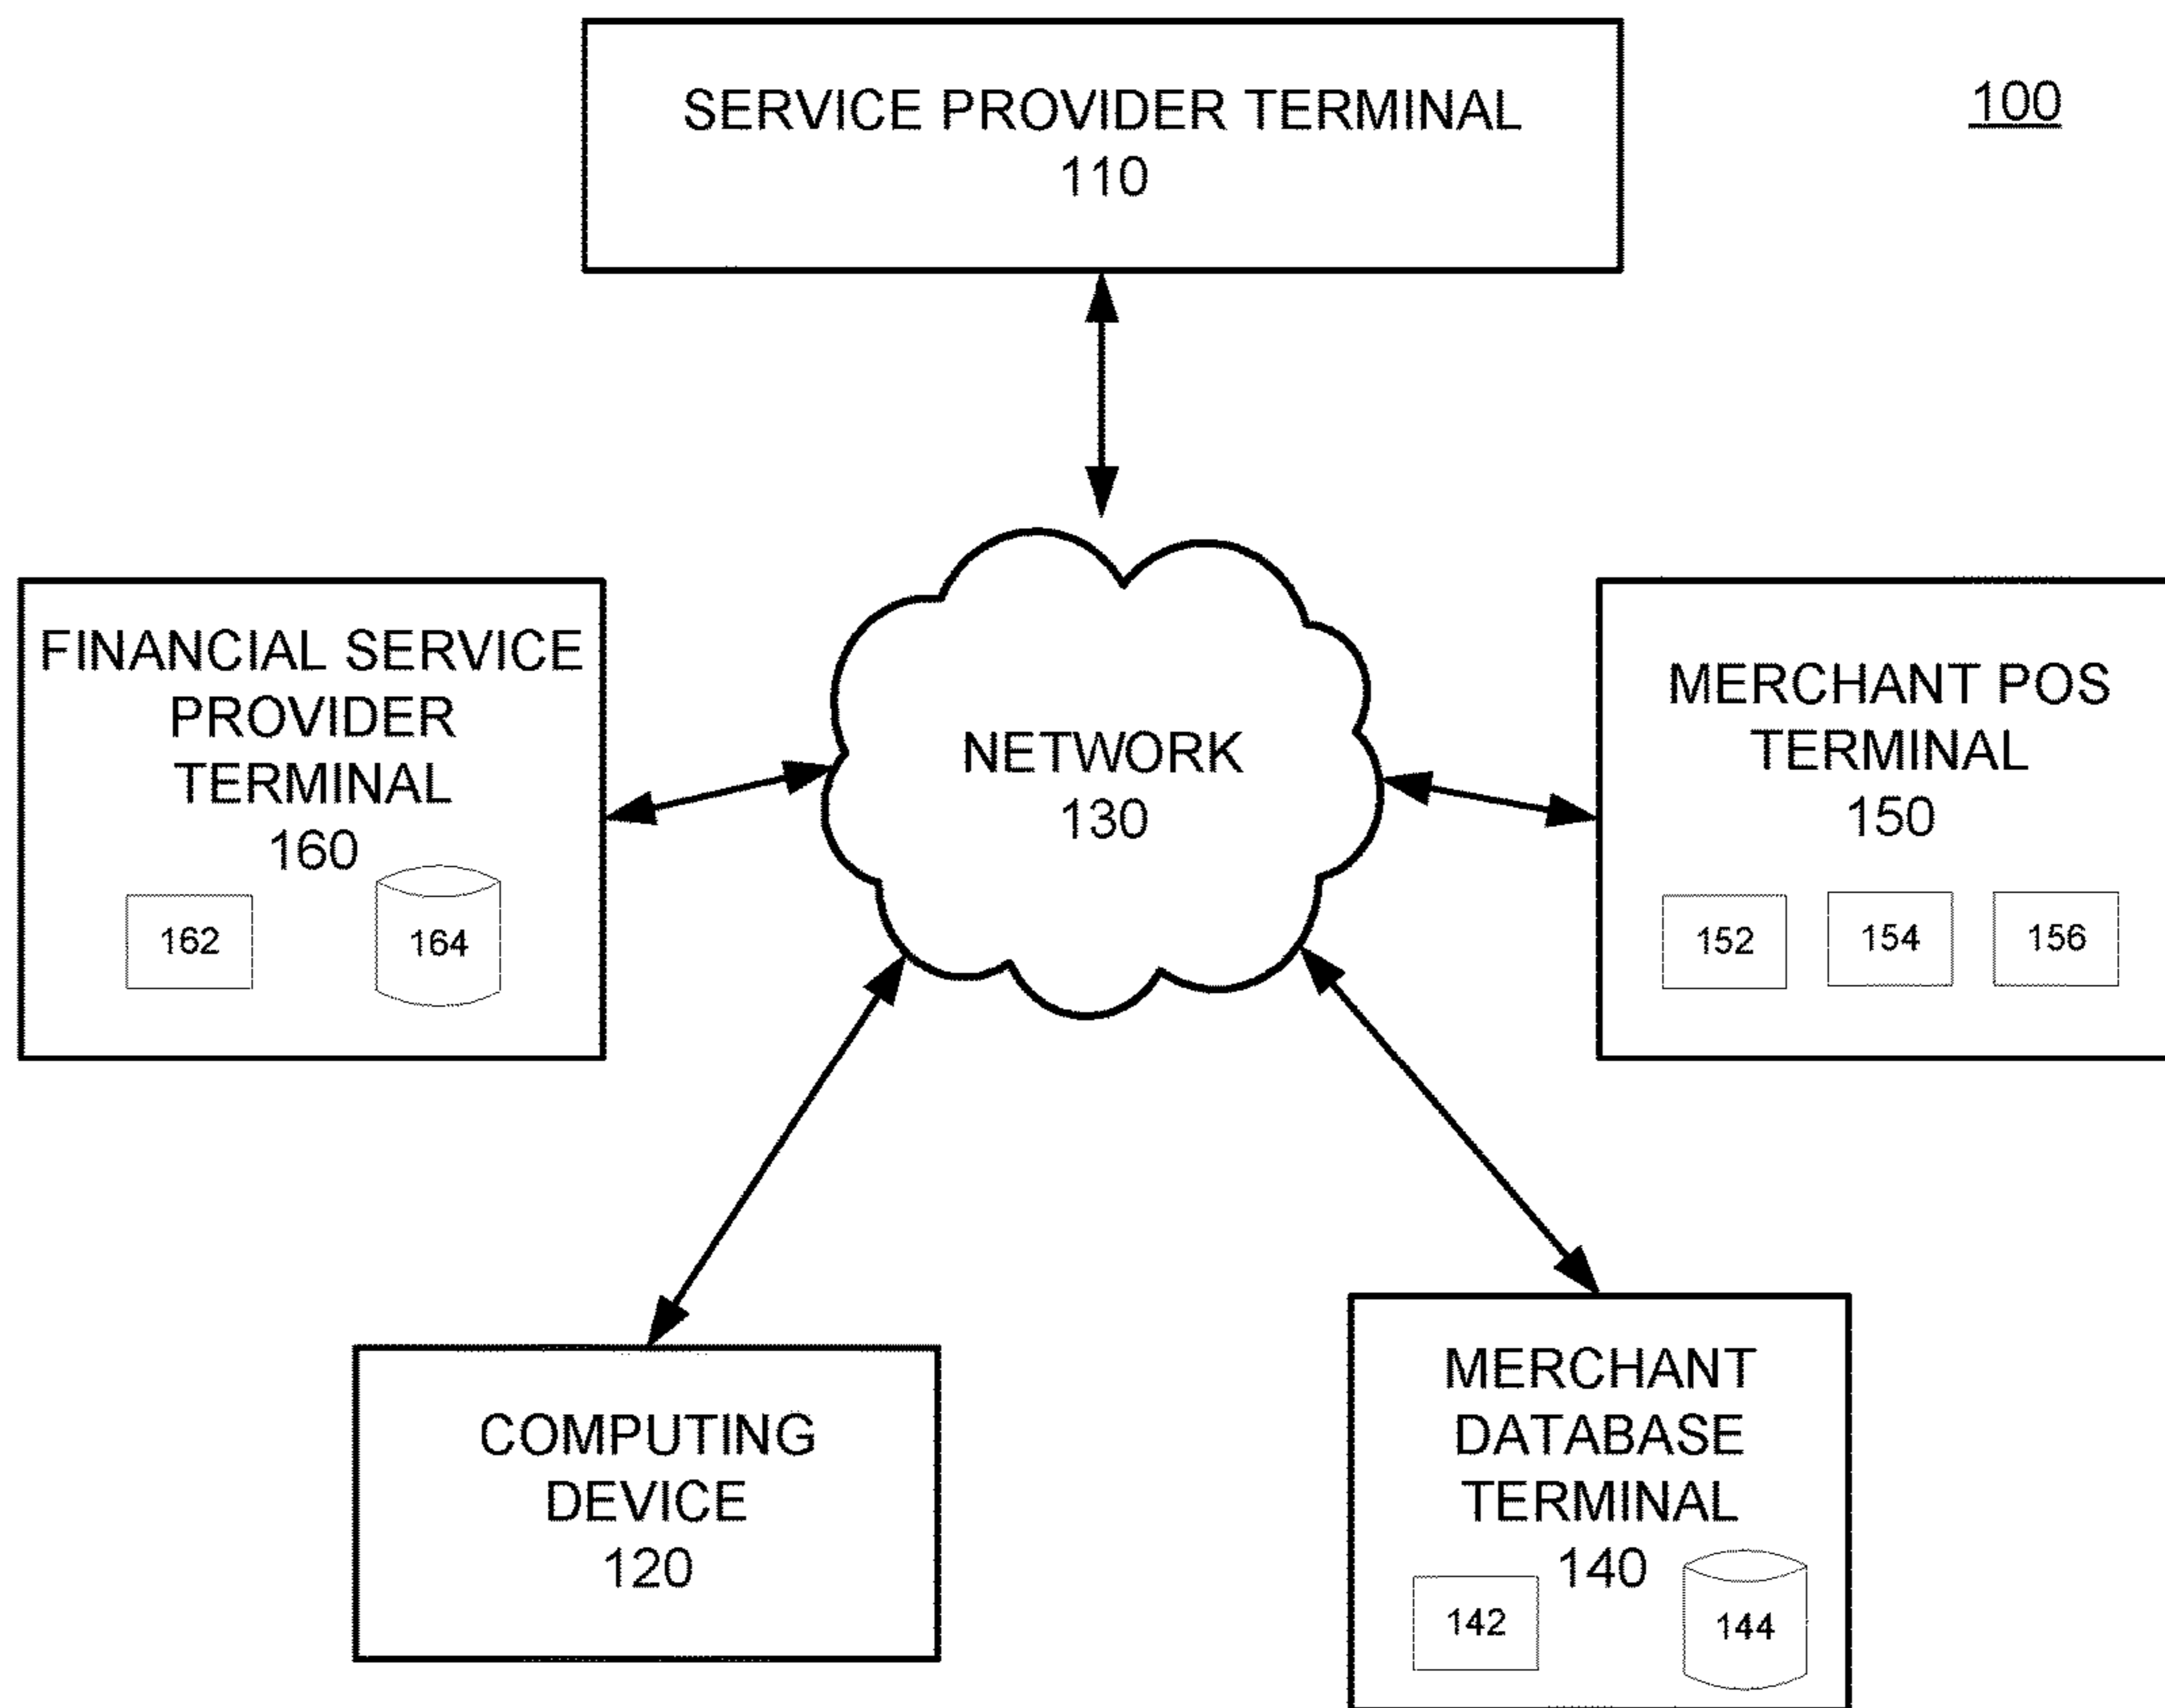 SERVICE PROVIDER TERMINAL
110
100
FINANCIAL SERVICE
PROVIDER
TERMINAL
160
162
164
NETWORK
130
MERCHANT POS
TERMINAL
150
152
154
156
COMPUTING
DEVICE
120
MERCHANT
DATABASE
TERMINAL
140
142
144